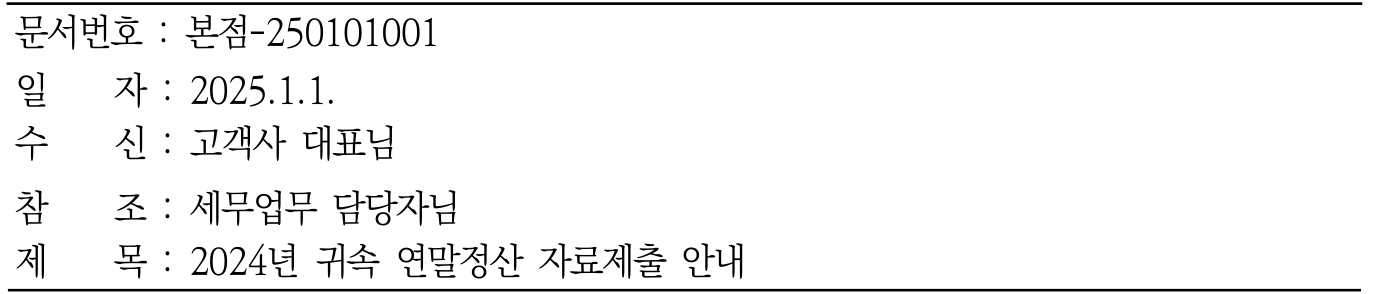 문서번호 : 본점-250101001
일 자 : 2025.1.1.
수 신 : 고객사 대표님
참 조 : 세무업무 담당자님
제 목 : 2024년 귀속 연말정산 자료제출 안내